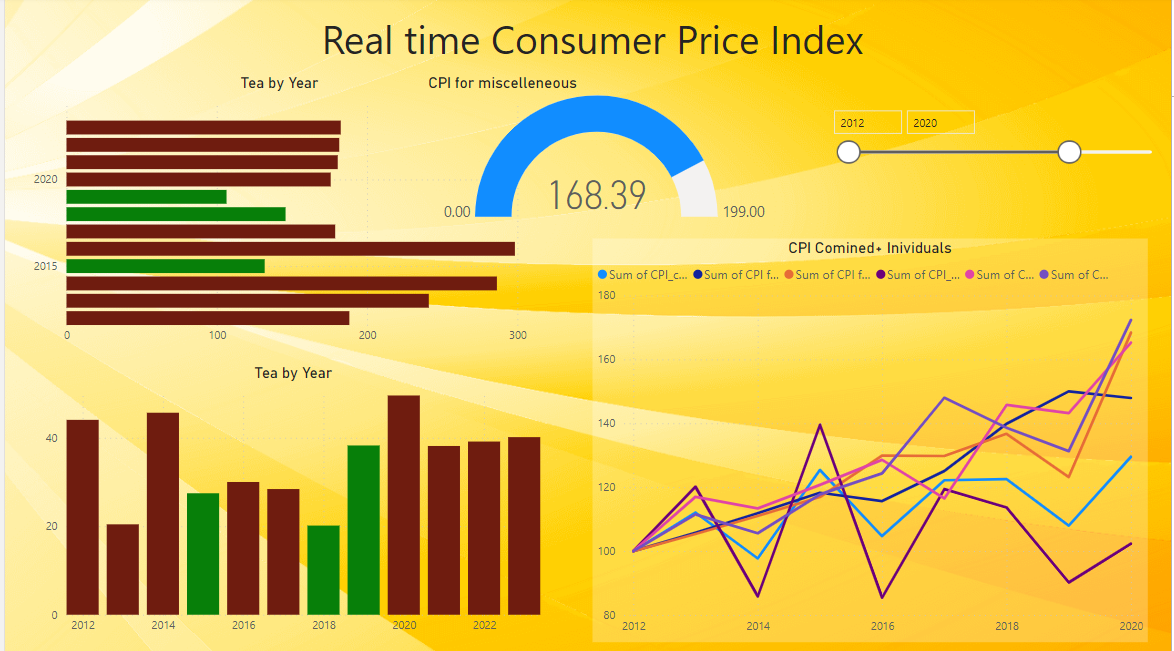 Real time Consumer Price Index
Tea by Year
2020
2015
0 100 200 300
CPI for miscelleneous
168.39
0.00 199.00
2012 2020
Tea by Year
40
20
0
2012 2014 2016 2018 2020 2022
CPI Comined+ Inividuals
Sum of CPI_c... Sum of CPI f... Sum of CPI f... Sum of CPI_... Sum of C... Sum of C...
180
160
140
120
100
80
2012 2014 2016 2018 2020